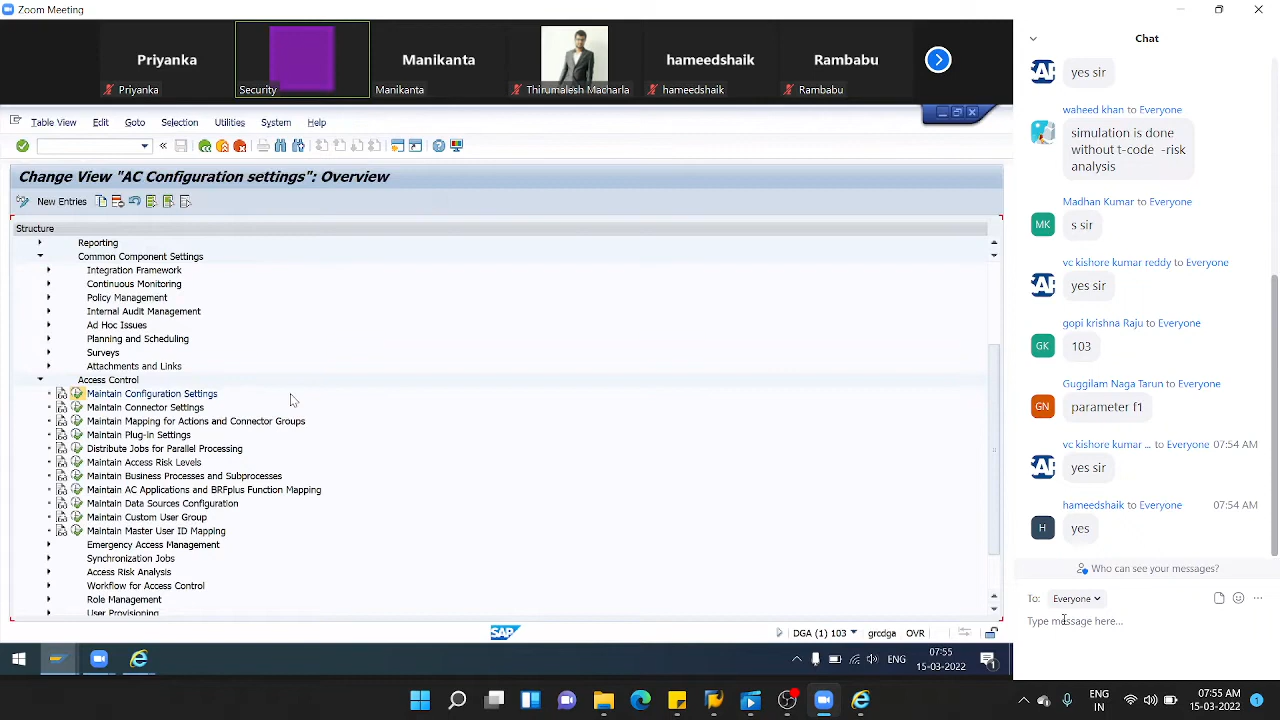 Zoom Meeting
Priyanka
Manikanta
hameedshaik
Rambabu
Priyanka
Security
Manikanta
Thirumalesh Macharla
hameedshaik
Rambabu
Table View Edit Goto Selection Utilities System Help
Change View "AC Configuration settings": Overview
New Entries
Structure
Reporting
Common Component Settings
Integration Framework
Continuous Monitoring
Policy Management
Internal Audit Management
Ad Hoc Issues
Planning and Scheduling
Surveys
Attachments and Links
Access Control
Maintain Configuration Settings
Maintain Connector Settings
Maintain Mapping for Actions and Connector Groups
Maintain Plug-in Settings
Distribute Jobs for Parallel Processing
Maintain Access Risk Levels
Maintain Business Processes and Subprocesses
Maintain AC Applications and BRFplus Function Mapping
Maintain Data Sources Configuration
Maintain Custom User Group
Maintain Master User ID Mapping
Emergency Access Management
Synchronization Jobs
Access Risk Analysis
Workflow for Access Control
Role Management
User Provisioning
SAP
DGA (1) 103 grcdga OVR
ENG
07:55
15-03-2022
1
Chat
SAP
yes sir
waheed khan to Everyone
simulation is done
without t-code -risk
analysis
Madhan Kumar to Everyone
MK
s sir
vc kishore kumar reddy to Everyone
SAP
yes sir
gopi krishna Raju to Everyone
GK
103
Guggilam Naga Tarun to Everyone
GN
parameter f1
vc kishore kumar ... to Everyone 07:54 AM
SAP
yes sir
hameedshaik to Everyone 07:54 AM
H
yes
Who can see your messages?
To: Everyone
Type message here...
ENG
IN
07:55 AM
15-03-2022
1